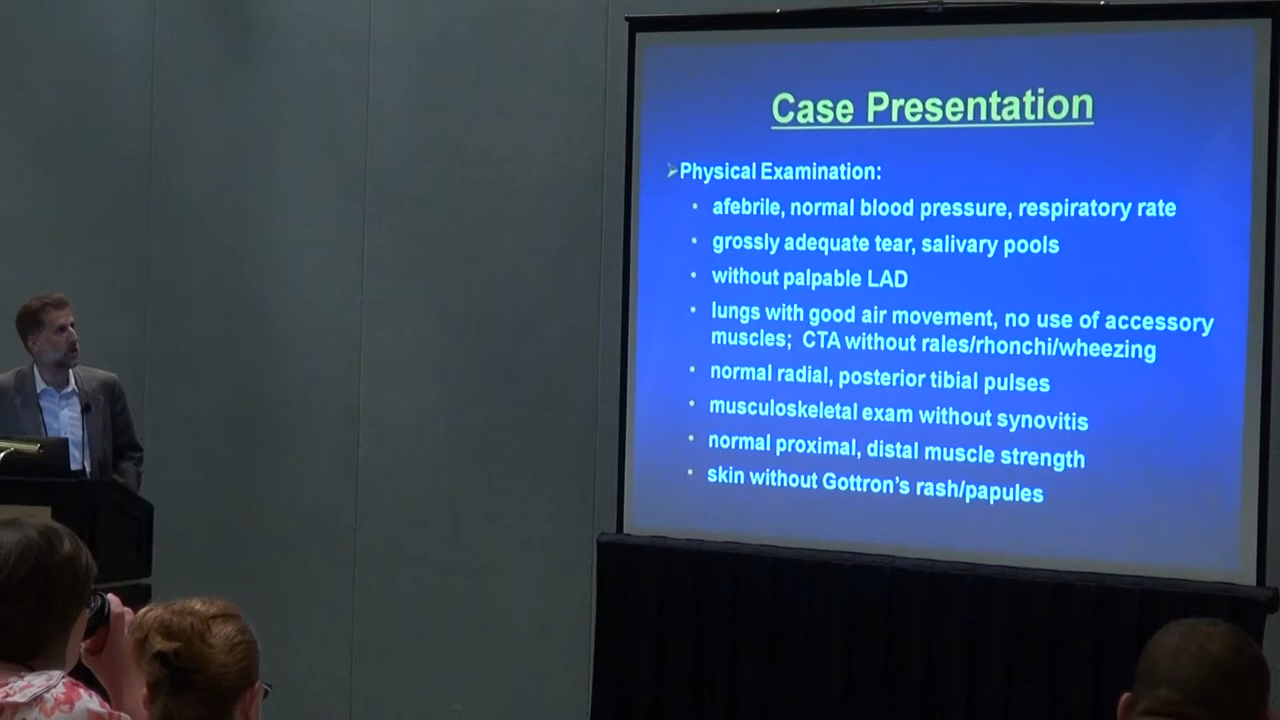 Case Presentation
➢Physical Examination:
• afebrile, normal blood pressure, respiratory rate
• grossly adequate tear, salivary pools
• without palpable LAD
• lungs with good air movement, no use of accessory
muscles; CTA without rales/rhonchi/wheezing
• normal radial, posterior tibial pulses
• musculoskeletal exam without synovitis
• normal proximal, distal muscle strength
• skin without Gottron's rash/papules